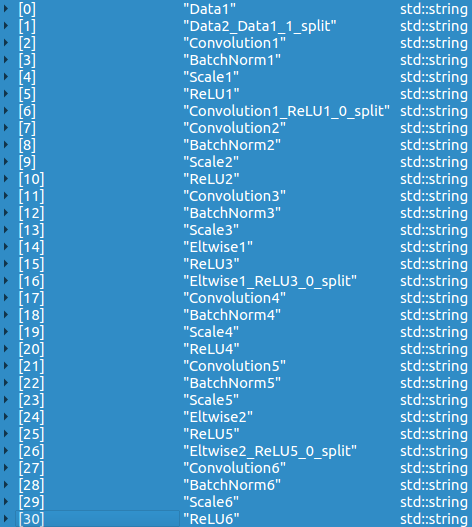 [0] "Data1" std::string
[1] "Data2_Data1_1_split" std::string
[2] "Convolution1" std::string
[3] "BatchNorm1" std::string
[4] "Scale1" std::string
[5] "ReLU1" std::string
[6] "Convolution1_ReLU1_0_split" std::string
[7] "Convolution2" std::string
[8] "BatchNorm2" std::string
[9] "Scale2" std::string
[10] "ReLU2" std::string
[11] "Convolution3" std::string
[12] "BatchNorm3" std::string
[13] "Scale3" std::string
[14] "Eltwise1" std::string
[15] "ReLU3" std::string
[16] "Eltwise1_ReLU3_0_split" std::string
[17] "Convolution4" std::string
[18] "BatchNorm4" std::string
[19] "Scale4" std::string
[20] "ReLU4" std::string
[21] "Convolution5" std::string
[22] "BatchNorm5" std::string
[23] "Scale5" std::string
[24] "Eltwise2" std::string
[25] "ReLU5" std::string
[26] "Eltwise2_ReLU5_0_split" std::string
[27] "Convolution6" std::string
[28] "BatchNorm6" std::string
[29] "Scale6" std::string
[30] "ReLU6" std::string